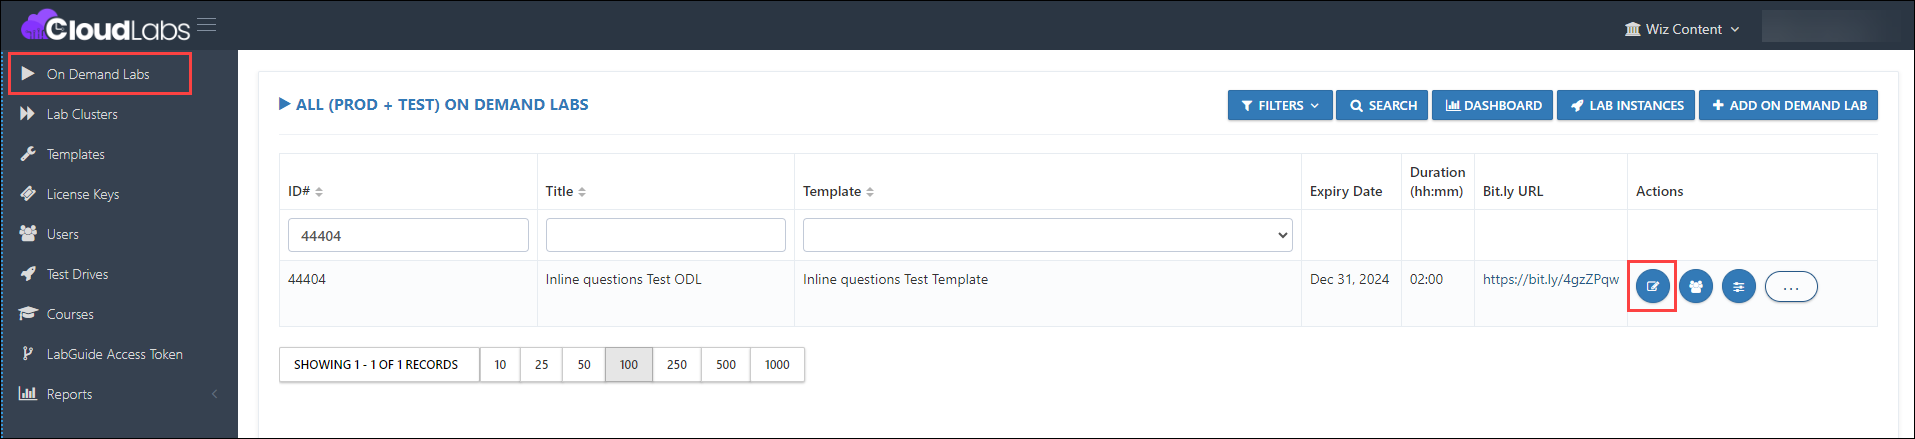 CloudLabs
Wiz Content
On Demand Labs
Lab Clusters
Templates
License Keys
Users
Test Drives
Courses
LabGuide Access Token
Reports
ALL (PROD + TEST) ON DEMAND LABS
FILTERS
SEARCH
DASHBOARD
LAB INSTANCES
ADD ON DEMAND LAB
ID# Title Template Expiry Date Duration (hh:mm) Bit.ly URL Actions
44404
44404 Inline questions Test ODL Inline questions Test Template Dec 31, 2024 02:00 https://bit.ly/4gzZPqw ...
SHOWING 1 - 1 OF 1 RECORDS 10 25 50 100 250 500 1000